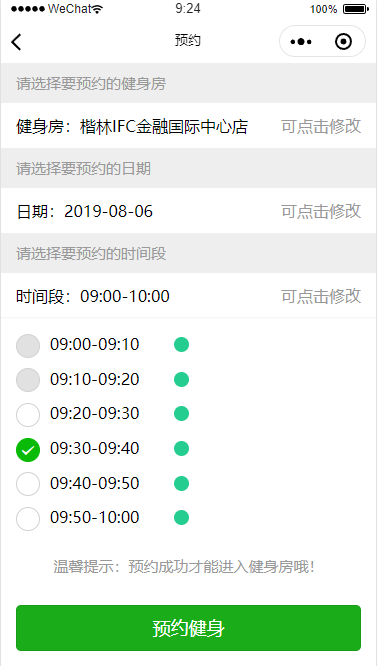 WeChat 9:24 100%
预约
请选择要预约的健身房
健身房：楷林IFC金融国际中心店 可点击修改
请选择要预约的日期
日期：2019-08-06 可点击修改
请选择要预约的时间段
时间段：09:00-10:00 可点击修改
09:00-09:10
09:10-09:20
09:20-09:30
09:30-09:40
09:40-09:50
09:50-10:00
温馨提示：预约成功才能进入健身房哦！
预约健身